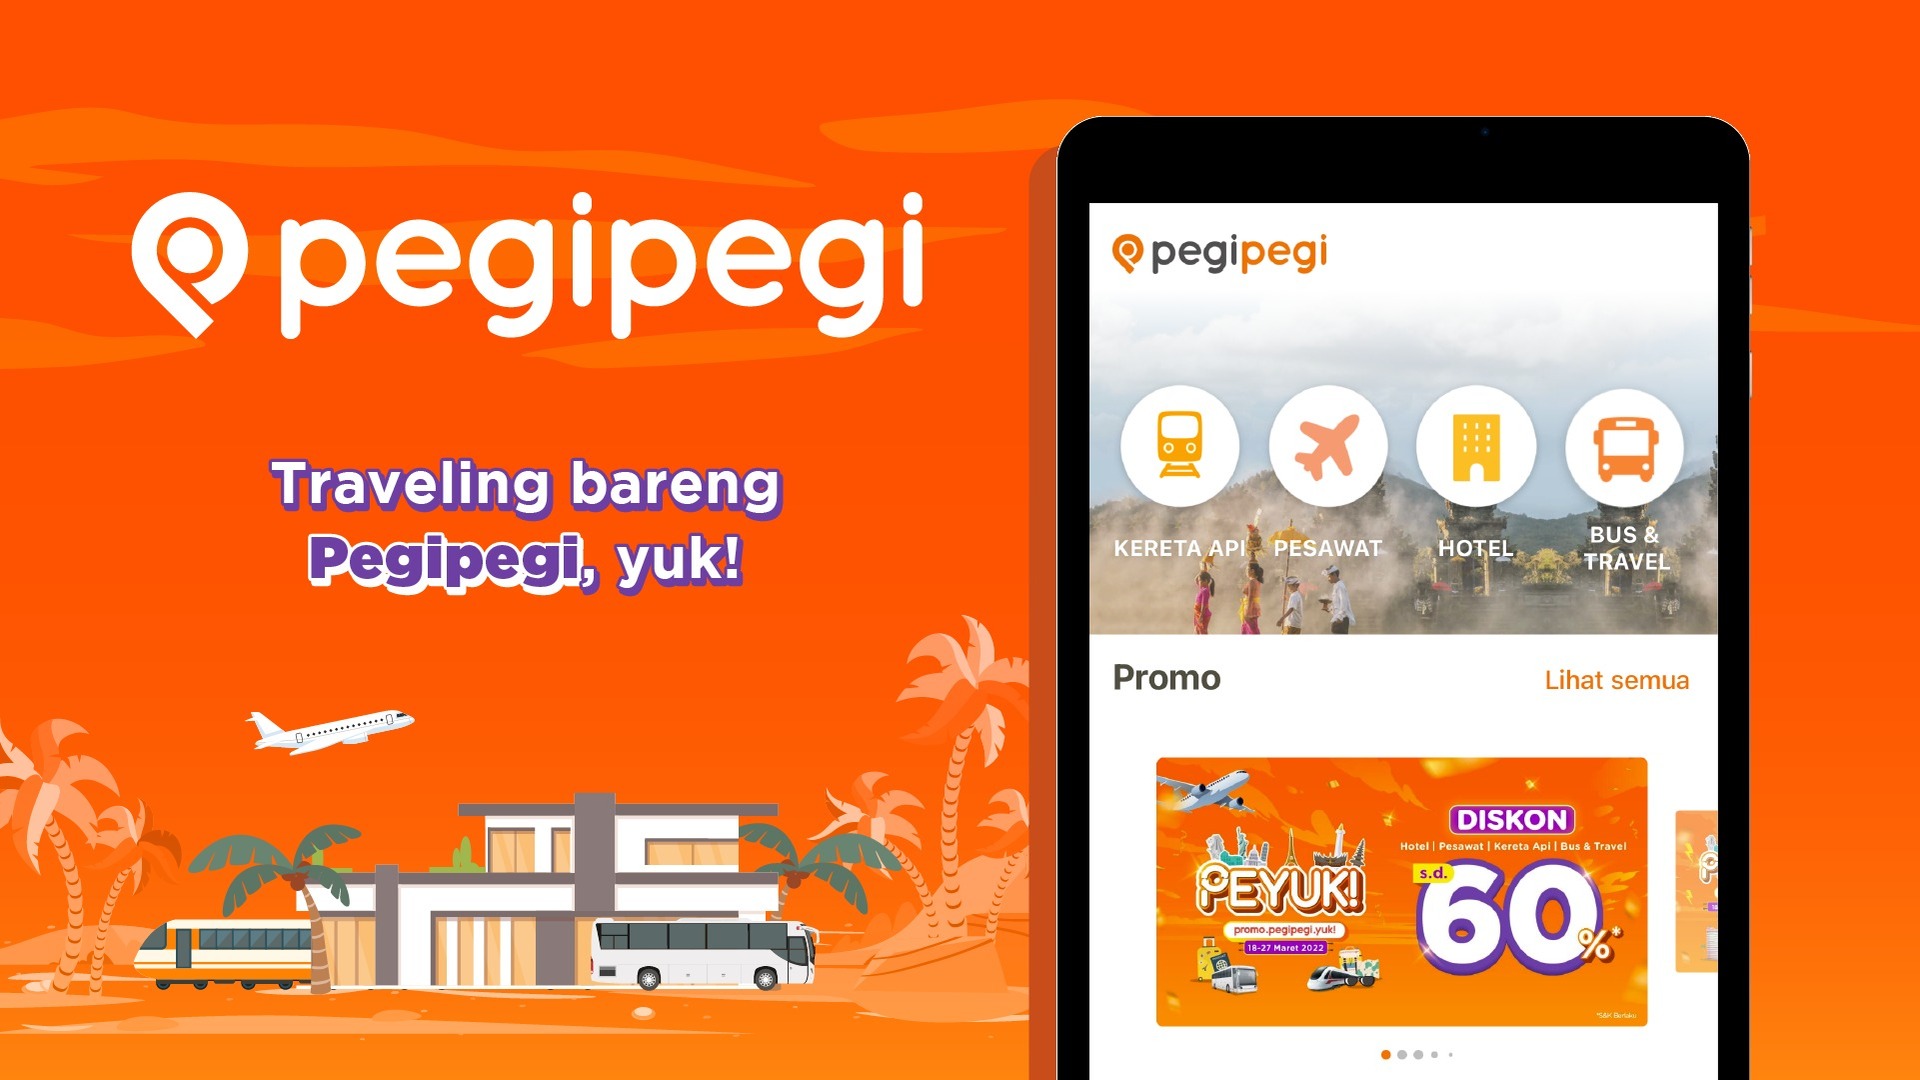 pegipegi
Traveling bareng
Pegipegi, yuk!
pegipegi
KERETA API
PESAWAT
HOTEL
BUS &
TRAVEL
Promo
Lihat semua
PEYUK!
promo.pegipegi.yuk!
18-27 Maret 2022
DISKON
Hotel | Pesawat | Kereta Api | Bus & Travel
s.d.
60%*
*S&K Berlaku